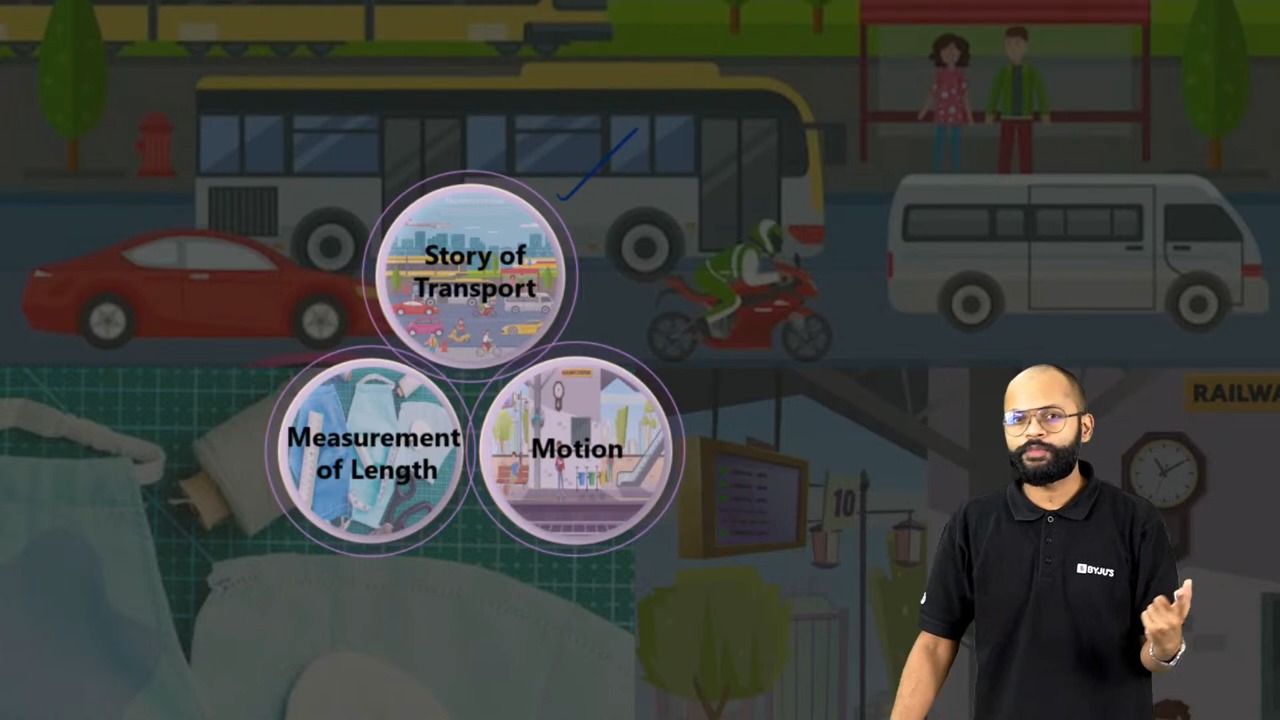 Story of
Transport
Measurement
of Length
Motion
10
RAILWA
BYJU'S